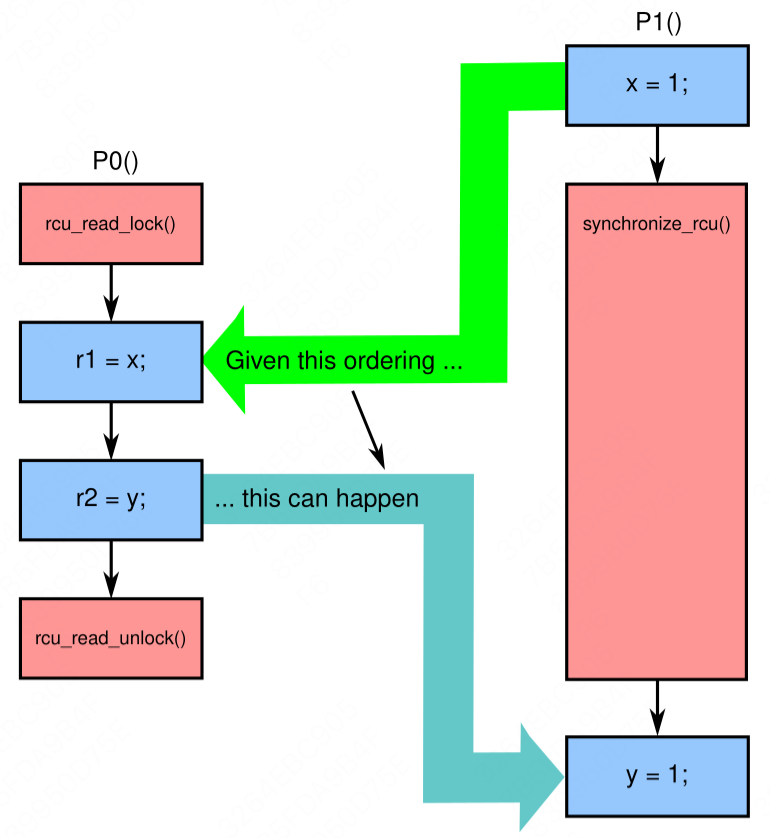 P1()
x = 1;
P0()
rcu_read_lock()
synchronize_rcu()
r1 = x;
Given this ordering ...
r2 = y;
... this can happen
rcu_read_unlock()
y = 1;